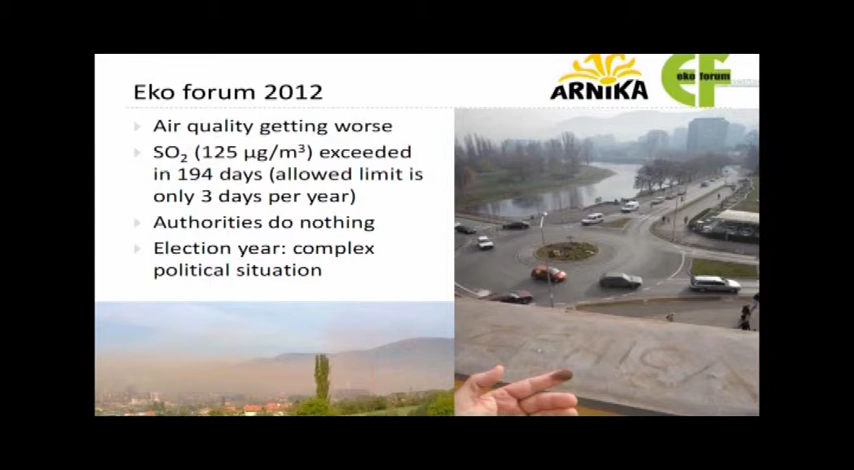 Eko forum 2012
ARNIKA
eko forum
Air quality getting worse
SO₂ (125 µg/m³) exceeded
in 194 days (allowed limit is
only 3 days per year)
Authorities do nothing
Election year: complex
political situation